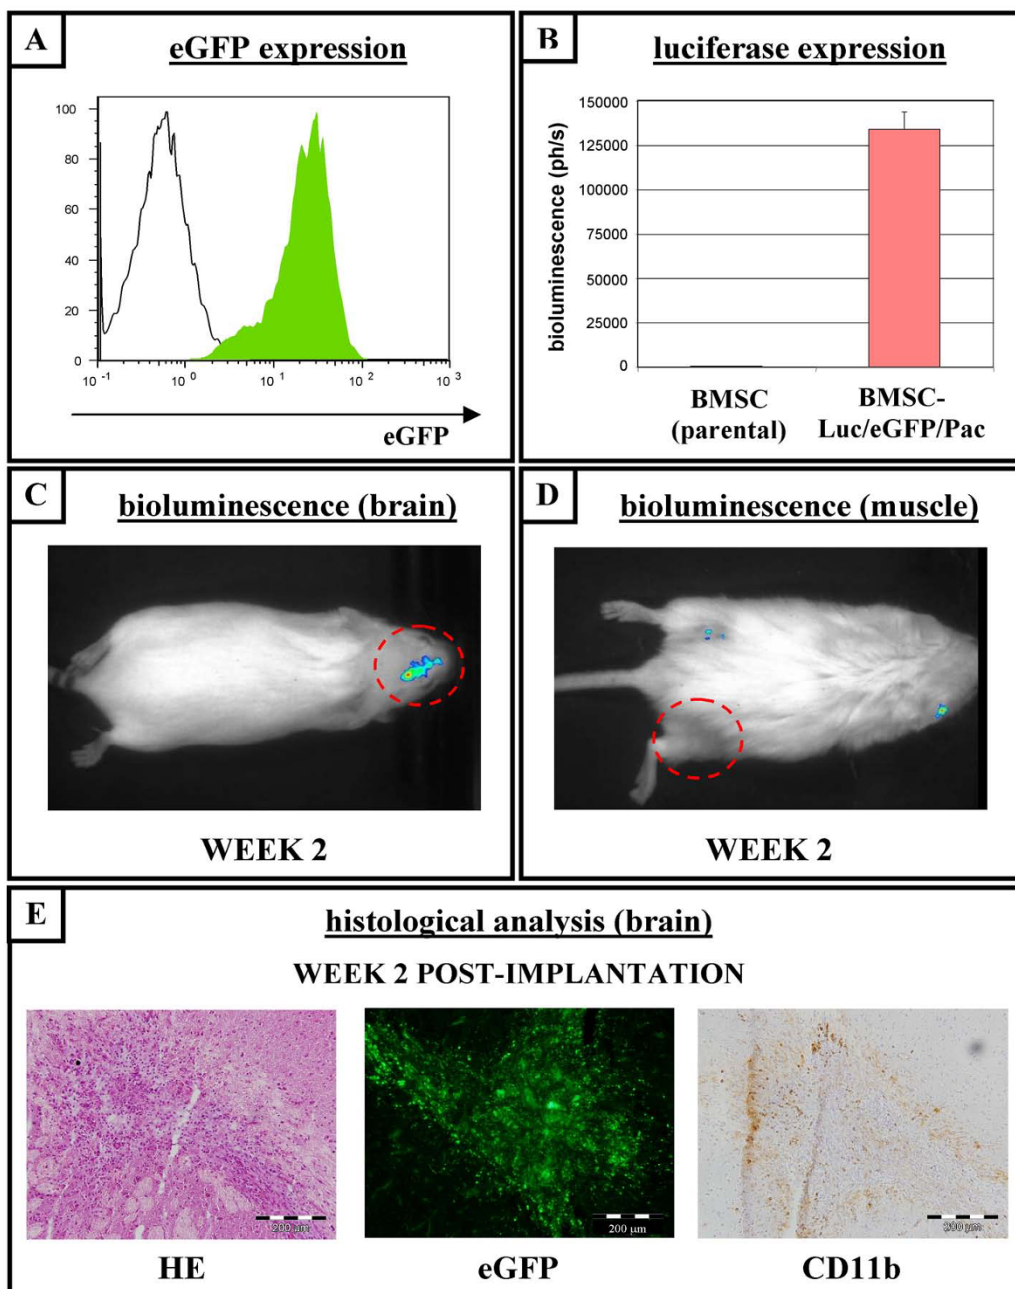 A
eGFP expression
100
80
60
40
20
0
10 -1
10 0
10 1
10 2
10 3
eGFP
B
luciferase expression
bioluminescence (ph/s)
150000
125000
100000
75000
50000
25000
0
BMSC
(parental)
BMSC-
Luc/eGFP/Pac
C
bioluminescence (brain)
WEEK 2
D
bioluminescence (muscle)
WEEK 2
E
histological analysis (brain)
WEEK 2 POST-IMPLANTATION
200 µm
200 µm
200 µm
HE
eGFP
CD11b